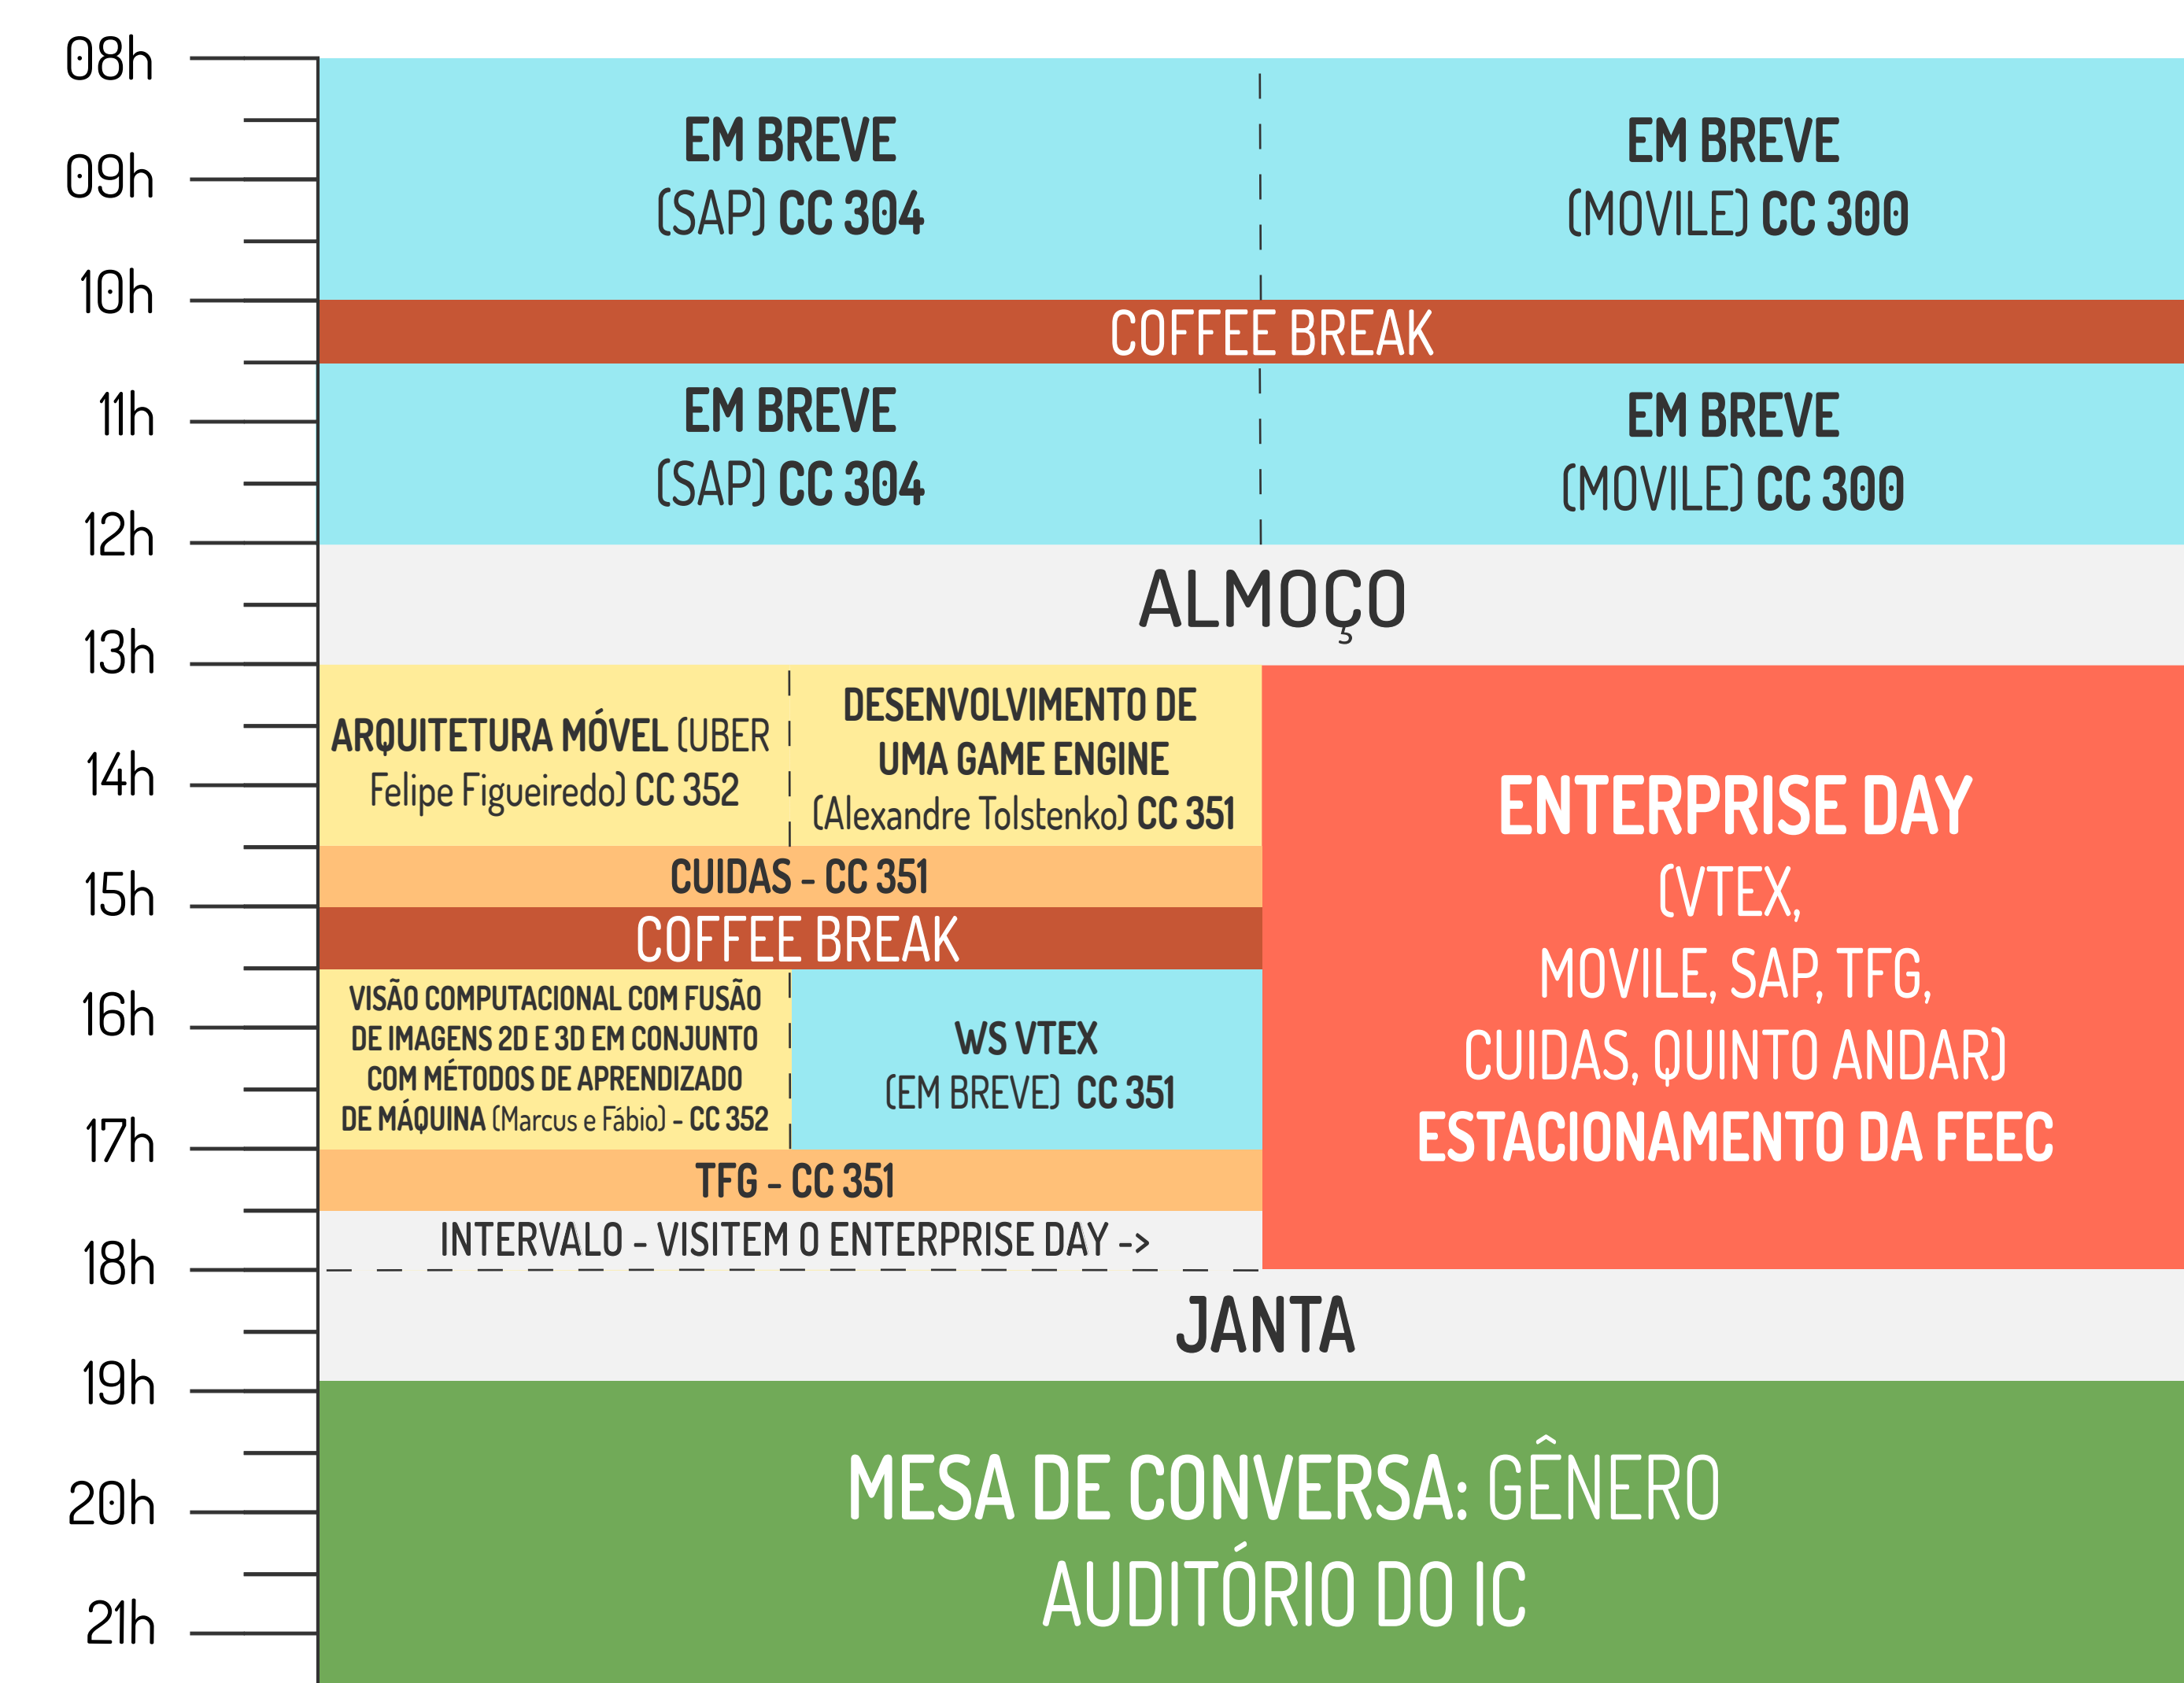 08h
09h
10h
11h
12h
13h
14h
15h
16h
17h
18h
19h
20h
21h
EM BREVE
(SAP) CC 304
EM BREVE
(MOVILE) CC 300
COFFEE BREAK
EM BREVE
(SAP) CC 304
EM BREVE
(MOVILE) CC 300
ALMOÇO
ARQUITETURA MÓVEL (UBER
Felipe Figueiredo) CC 352
DESENVOLVIMENTO DE
UMA GAME ENGINE
(Alexandre Tolstenko) CC 351
CUIDAS - CC 351
COFFEE BREAK
VISÃO COMPUTACIONAL COM FUSÃO
DE IMAGENS 2D E 3D EM CONJUNTO
COM MÉTODOS DE APRENDIZADO
DE MÁQUINA (Marcus e Fábio) - CC 352
WS VTEX
(EM BREVE) CC 351
TFG - CC 351
INTERVALO - VISITEM O ENTERPRISE DAY ->
ENTERPRISE DAY
(VTEX,
MOVILE, SAP, TFG,
CUIDAS, QUINTO ANDAR)
ESTACIONAMENTO DA FEEC
JANTA
MESA DE CONVERSA: GÊNERO
AUDITÓRIO DO IC